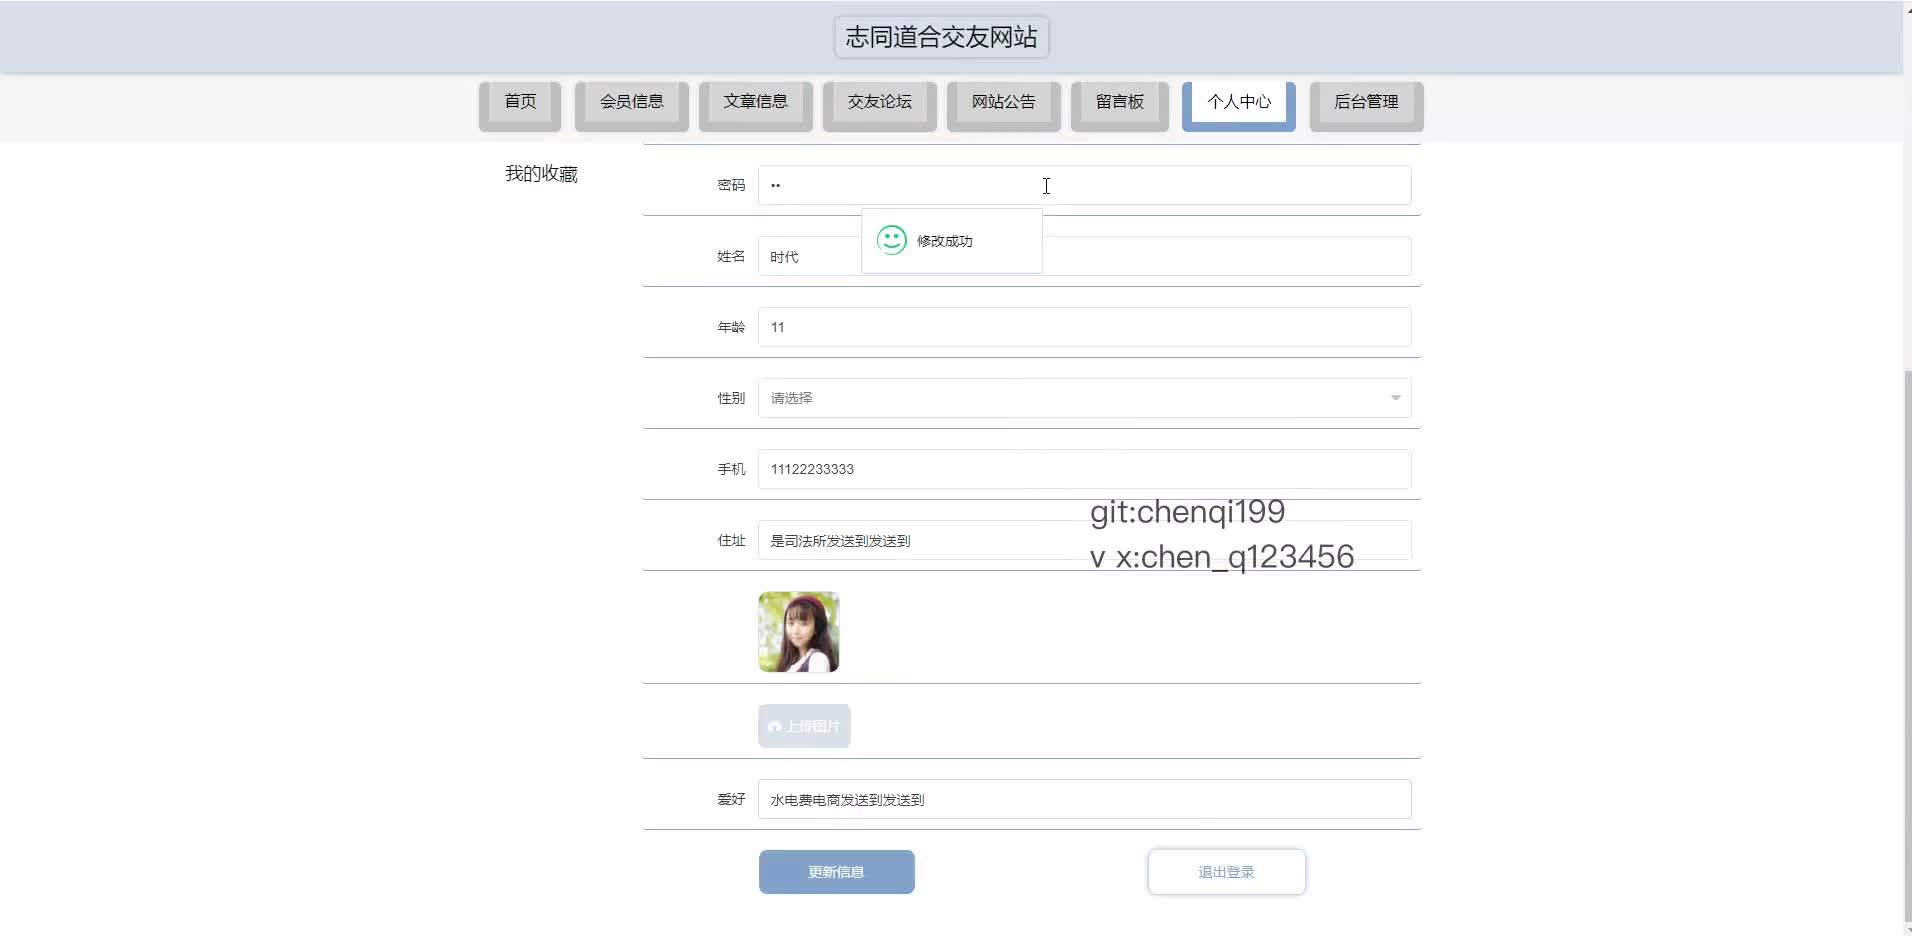 志同道合交友网站
首页 会员信息 文章信息 交友论坛 网站公告 留言板 个人中心 后台管理
我的收藏
密码 ••
修改成功
姓名 时代
年龄 11
性别 请选择
手机 11122233333
git:chenqi199
住址 是司法所发送到发送到
v x:chen_q123456
上传图片
爱好 水电费电商发送到发送到
更新信息 退出登录